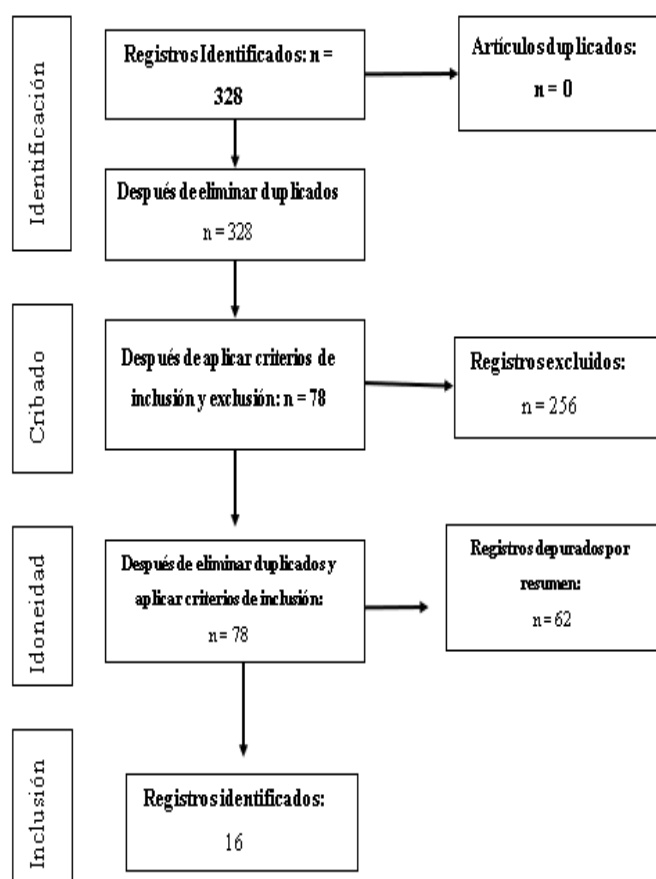 Identificación
Registros Identificados: n =
328
Artículos duplicados:
n = 0
Después de eliminar duplicados
n = 328
Cribado
Después de aplicar criterios de
inclusión y exclusión: n = 78
Registros excluidos:
n = 256
Idoneidad
Después de eliminar duplicados y
aplicar criterios de inclusión:
n = 78
Registros depurados por
resumen:
n = 62
Inclusión
Registros identificados:
16